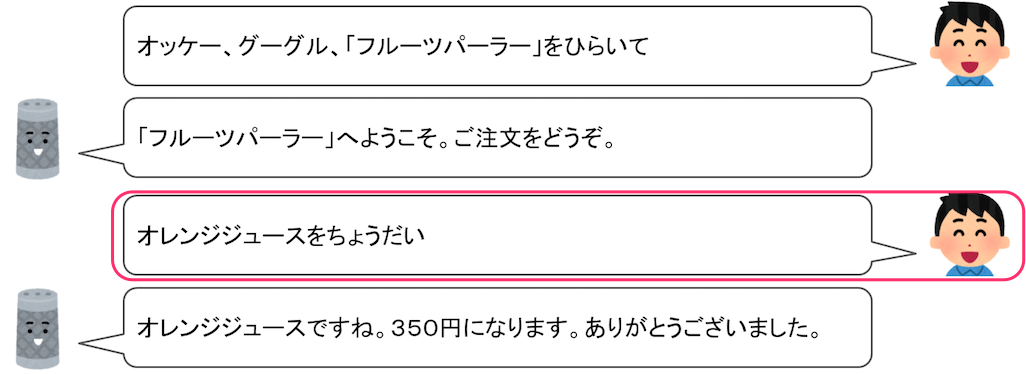 オッケー、グーグル、「フルーツパーラー」をひらいて
「フルーツパーラー」へようこそ。ご注文をどうぞ。
オレンジジュースをちょうだい
オレンジジュースですね。３５０円になります。ありがとうございました。